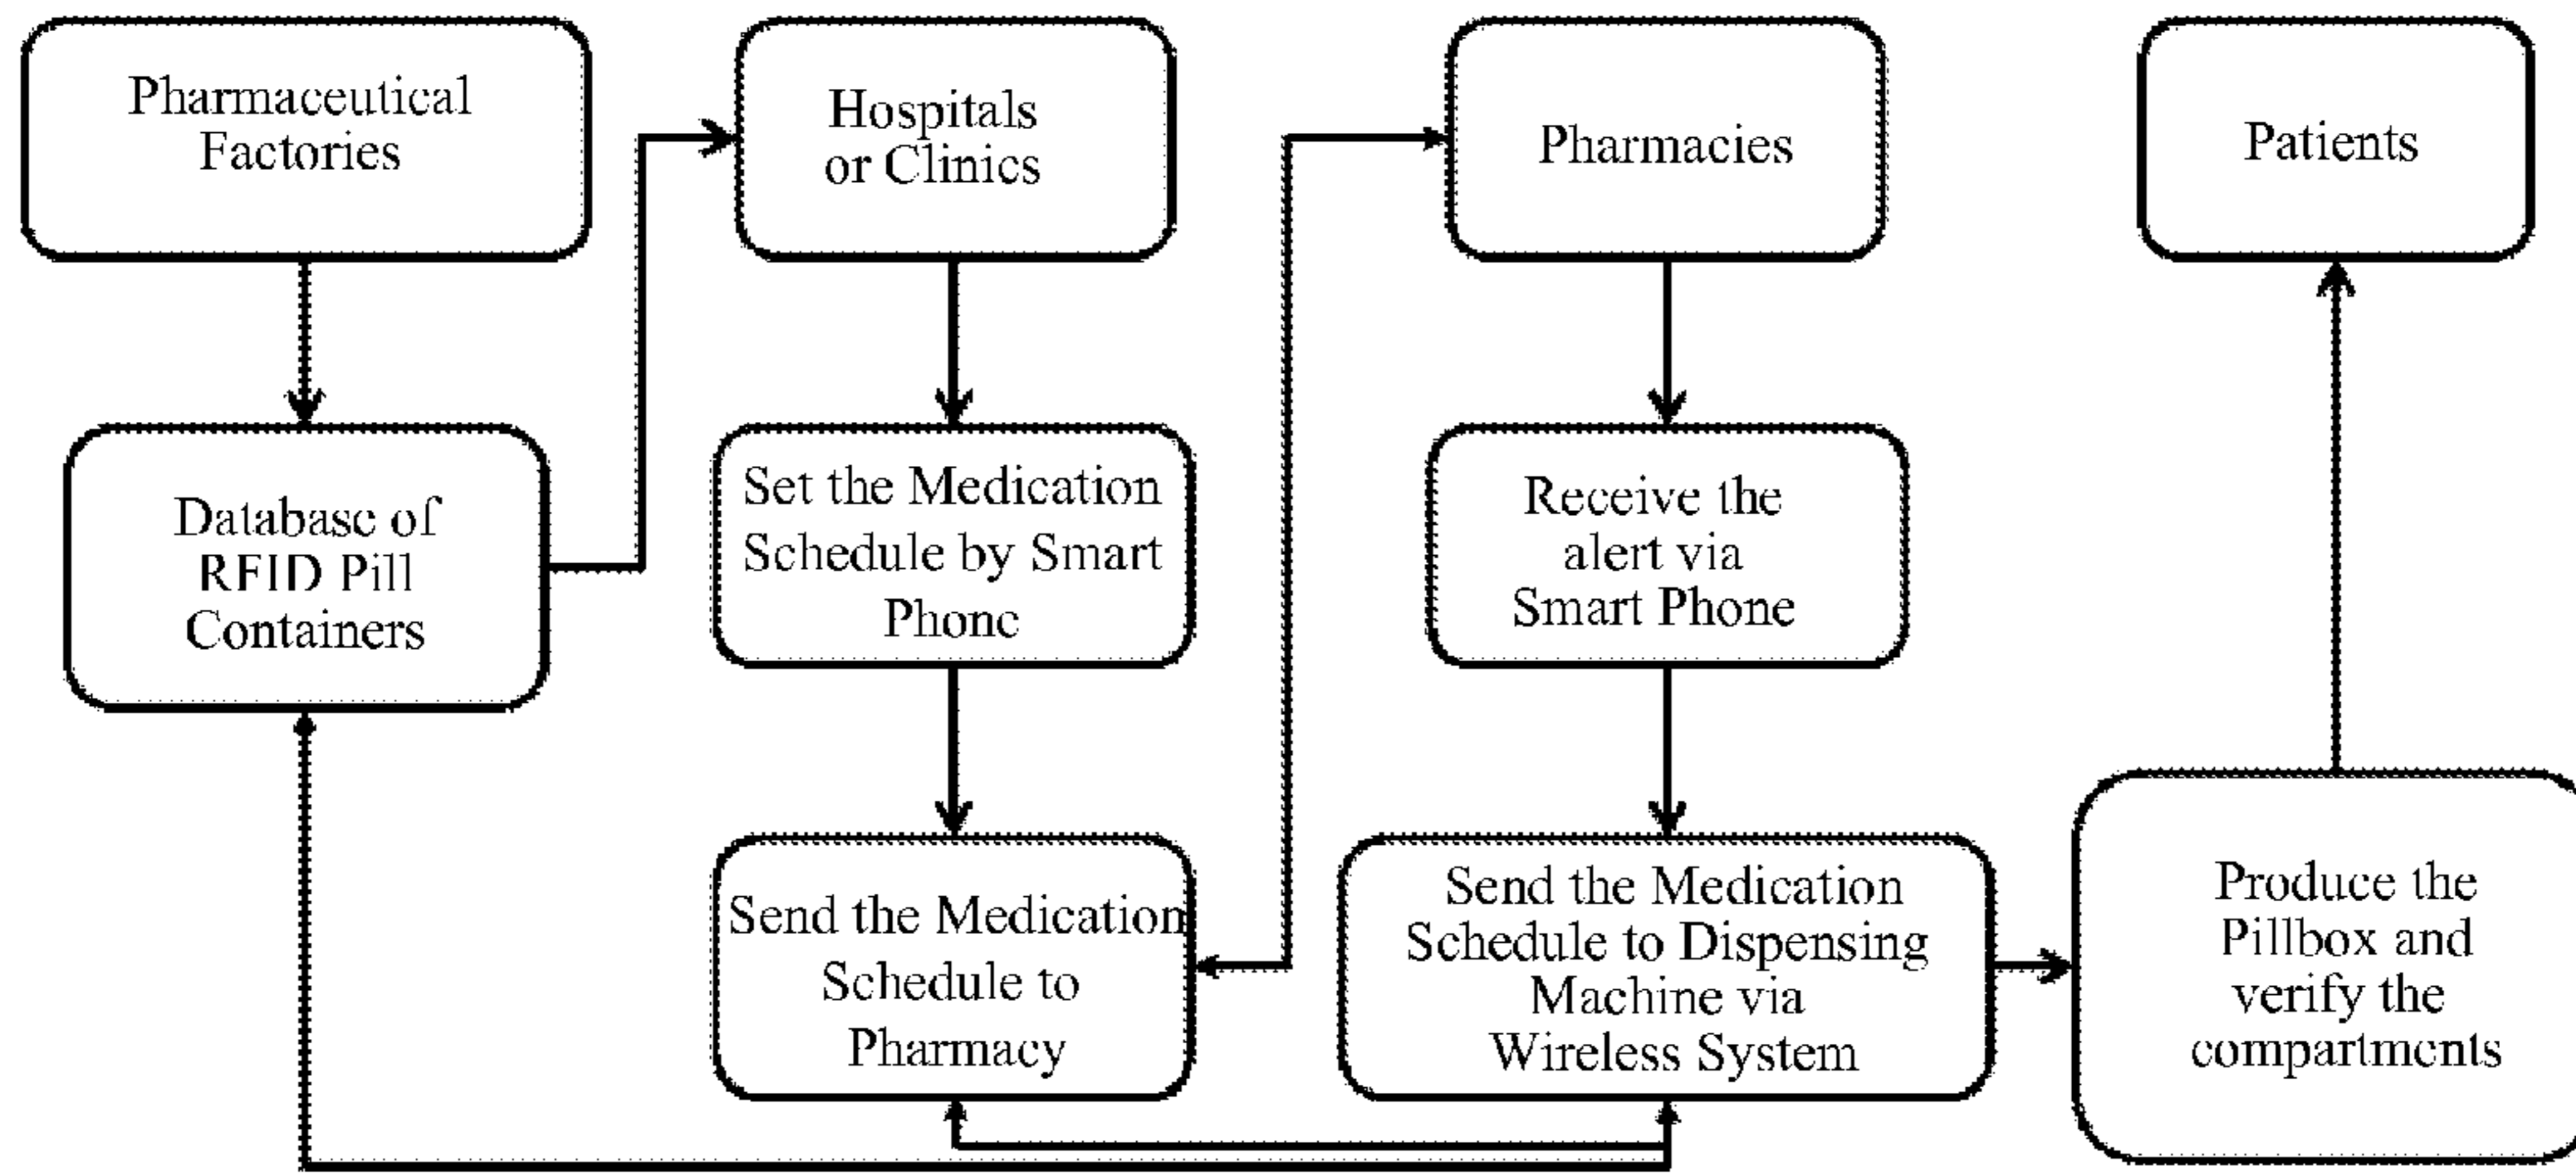 Pharmaceutical
Factories
Hospitals
or Clinics
Pharmacies
Patients
Database of
RFID Pill
Containers
Set the Medication
Schedule by Smart
Phone
Receive the
alert via
Smart Phone
Send the Medication
Schedule to
Pharmacy
Send the Medication
Schedule to Dispensing
Machine via
Wireless System
Produce the
Pillbox and
verify the
compartments